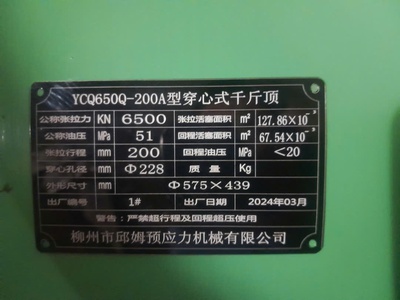 YCQ650Q-200A型穿心式千斤顶
公称张拉力 KN 6500 张拉活塞面积 m² 127.86×10⁻³
公称油压 MPa 51 回程活塞面积 m² 67.54×10⁻³
张拉行程 mm 200 回程油压 MPa <20
穿心孔径 mm Φ228 质量 Kg
外形尺寸 mm Φ575×439
出厂编号 1# 出厂日期 2024年03月
警告:严禁超行程及回程超压使用
柳州市邱姆预应力机械有限公司